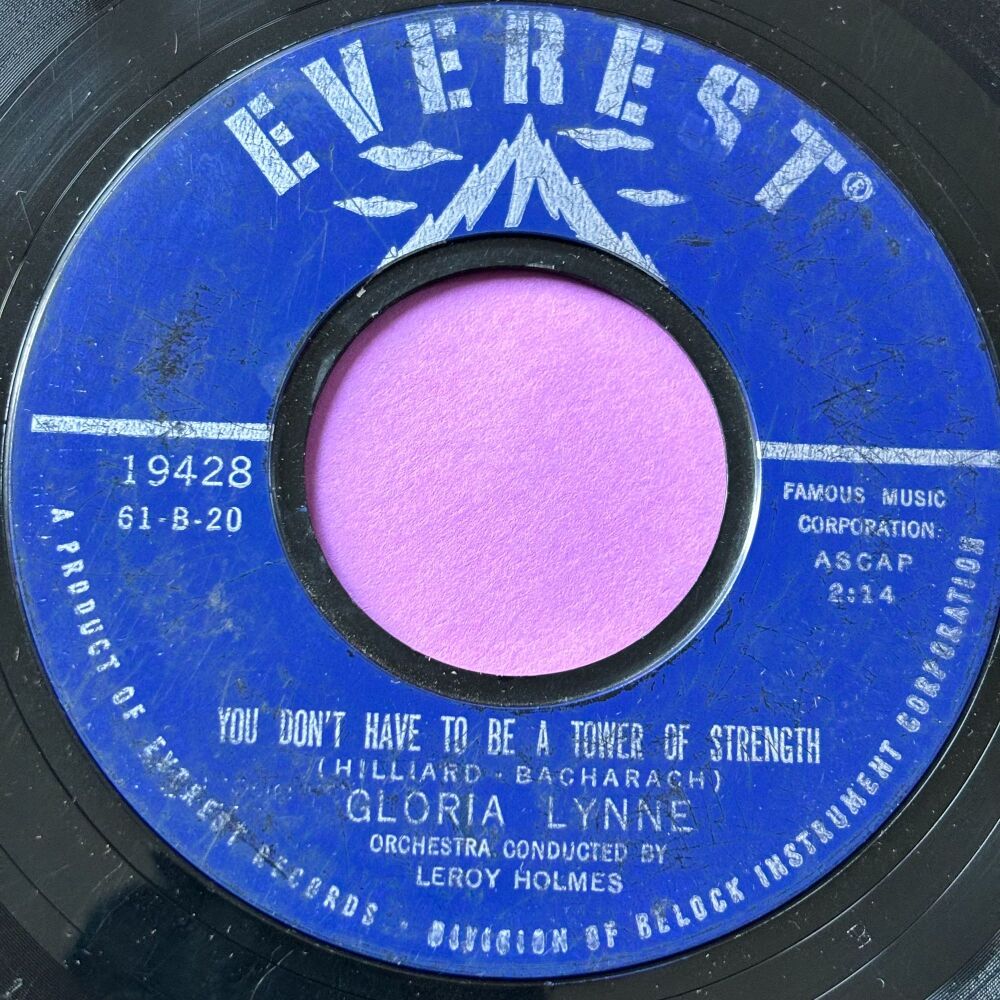 EVEREST®
19428
61-B-20
FAMOUS MUSIC
CORPORATION
ASCAP
2:14
YOU DON'T HAVE TO BE A TOWER OF STRENGTH
(HILLIARD - BACHARACH)
GLORIA LYNNE
ORCHESTRA CONDUCTED BY
LEROY HOLMES
A PRODUCT OF EVEREST RECORDS · DIVISION OF BELOCK INSTRUMENT CORPORATION
B